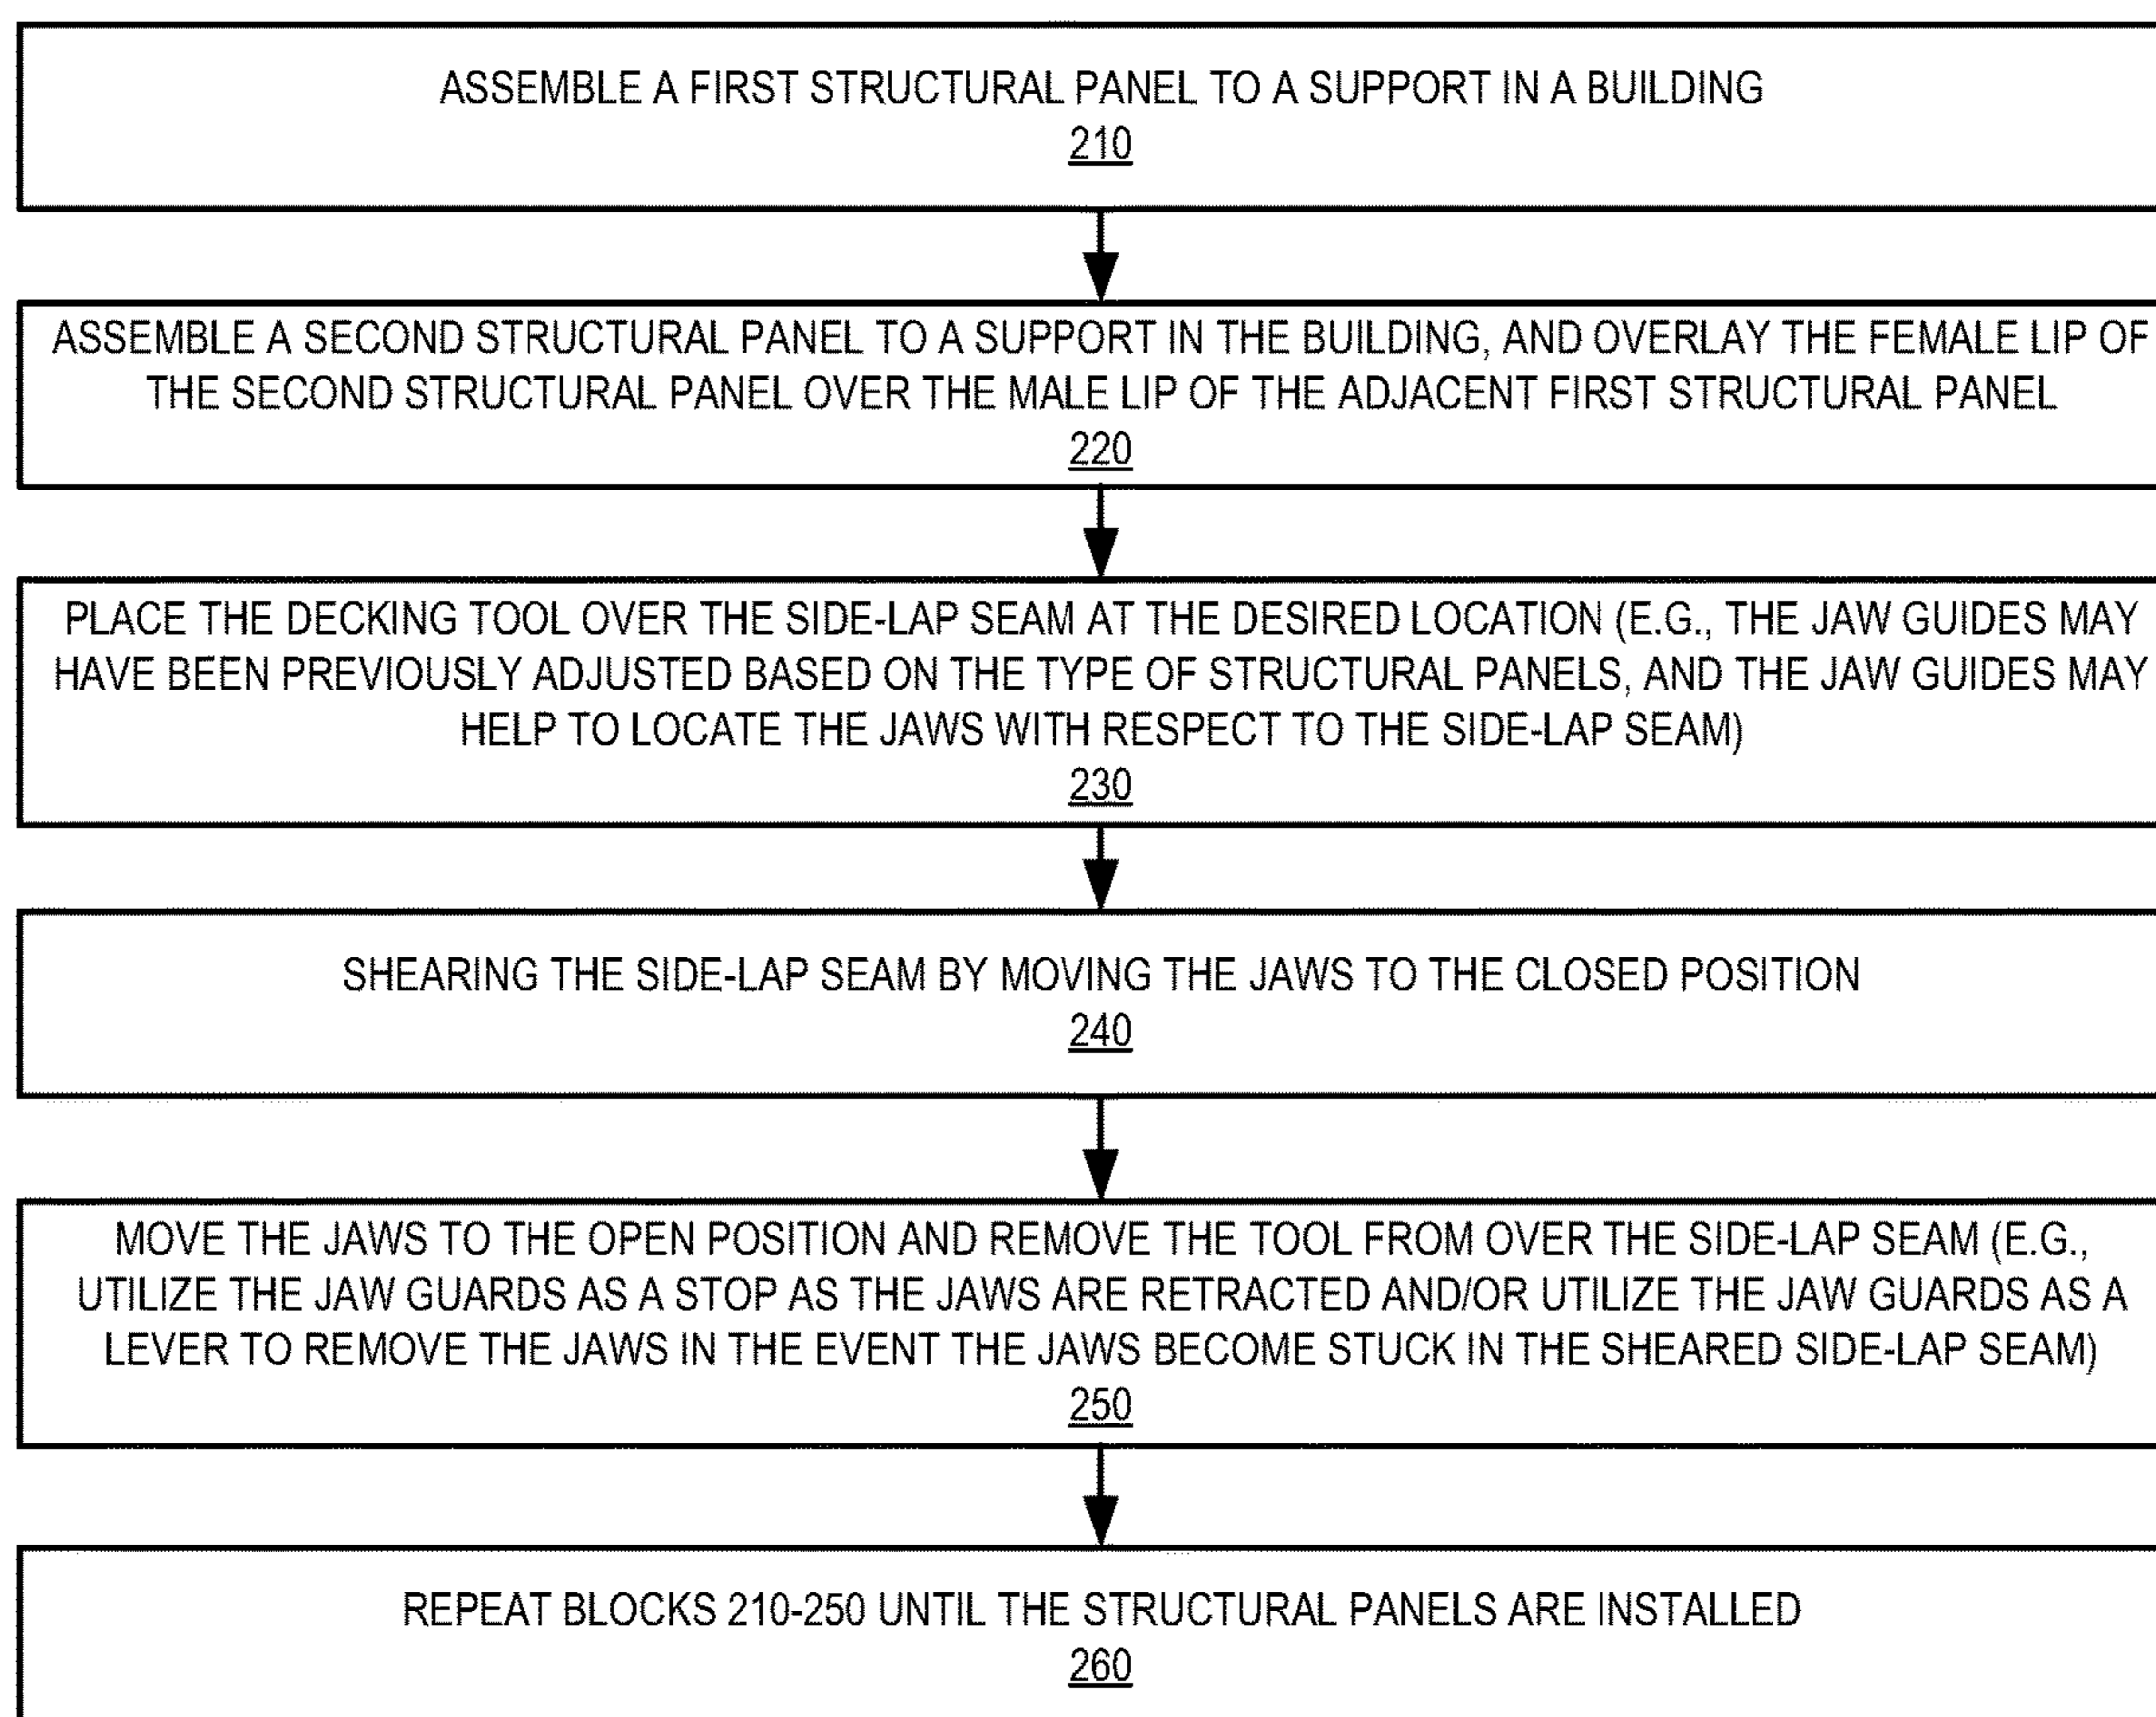 ASSEMBLE A FIRST STRUCTURAL PANEL TO A SUPPORT IN A BUILDING
210
ASSEMBLE A SECOND STRUCTURAL PANEL TO A SUPPORT IN THE BUILDING, AND OVERLAY THE FEMALE LIP OF
THE SECOND STRUCTURAL PANEL OVER THE MALE LIP OF THE ADJACENT FIRST STRUCTURAL PANEL
220
PLACE THE DECKING TOOL OVER THE SIDE-LAP SEAM AT THE DESIRED LOCATION (E.G., THE JAW GUIDES MAY
HAVE BEEN PREVIOUSLY ADJUSTED BASED ON THE TYPE OF STRUCTURAL PANELS, AND THE JAW GUIDES MAY
HELP TO LOCATE THE JAWS WITH RESPECT TO THE SIDE-LAP SEAM)
230
SHEARING THE SIDE-LAP SEAM BY MOVING THE JAWS TO THE CLOSED POSITION
240
MOVE THE JAWS TO THE OPEN POSITION AND REMOVE THE TOOL FROM OVER THE SIDE-LAP SEAM (E.G.,
UTILIZE THE JAW GUARDS AS A STOP AS THE JAWS ARE RETRACTED AND/OR UTILIZE THE JAW GUARDS AS A
LEVER TO REMOVE THE JAWS IN THE EVENT THE JAWS BECOME STUCK IN THE SHEARED SIDE-LAP SEAM)
250
REPEAT BLOCKS 210-250 UNTIL THE STRUCTURAL PANELS ARE INSTALLED
260